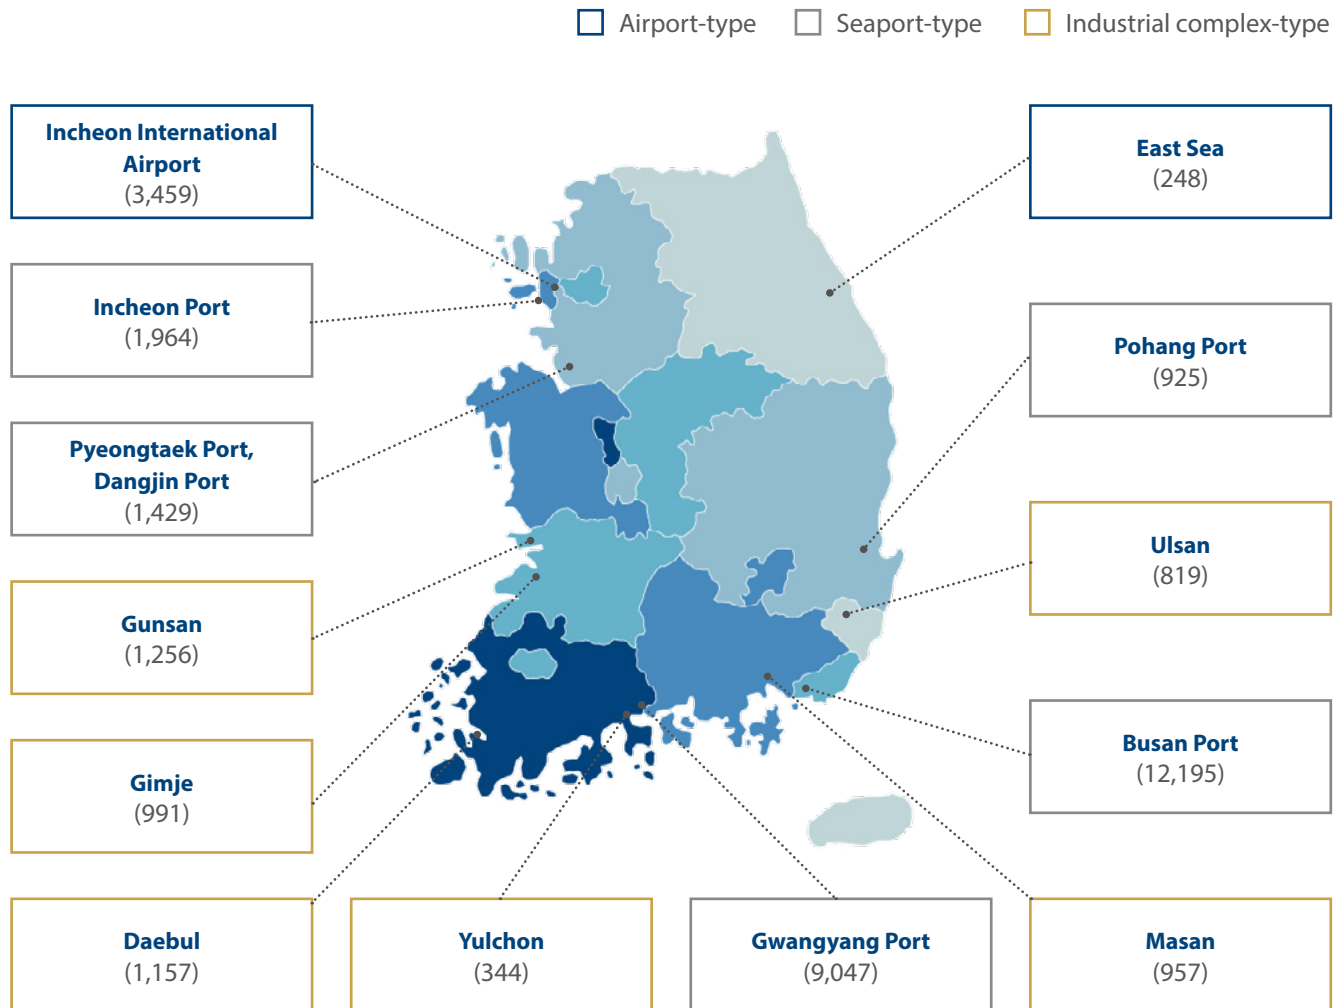 Airport-type
Seaport-type
Industrial complex-type
Incheon International
Airport
(3,459)
East Sea
(248)
Incheon Port
(1,964)
Pohang Port
(925)
Pyeongtaek Port,
Dangjin Port
(1,429)
Ulsan
(819)
Gunsan
(1,256)
Busan Port
(12,195)
Gimje
(991)
Daebul
(1,157)
Yulchon
(344)
Gwangyang Port
(9,047)
Masan
(957)